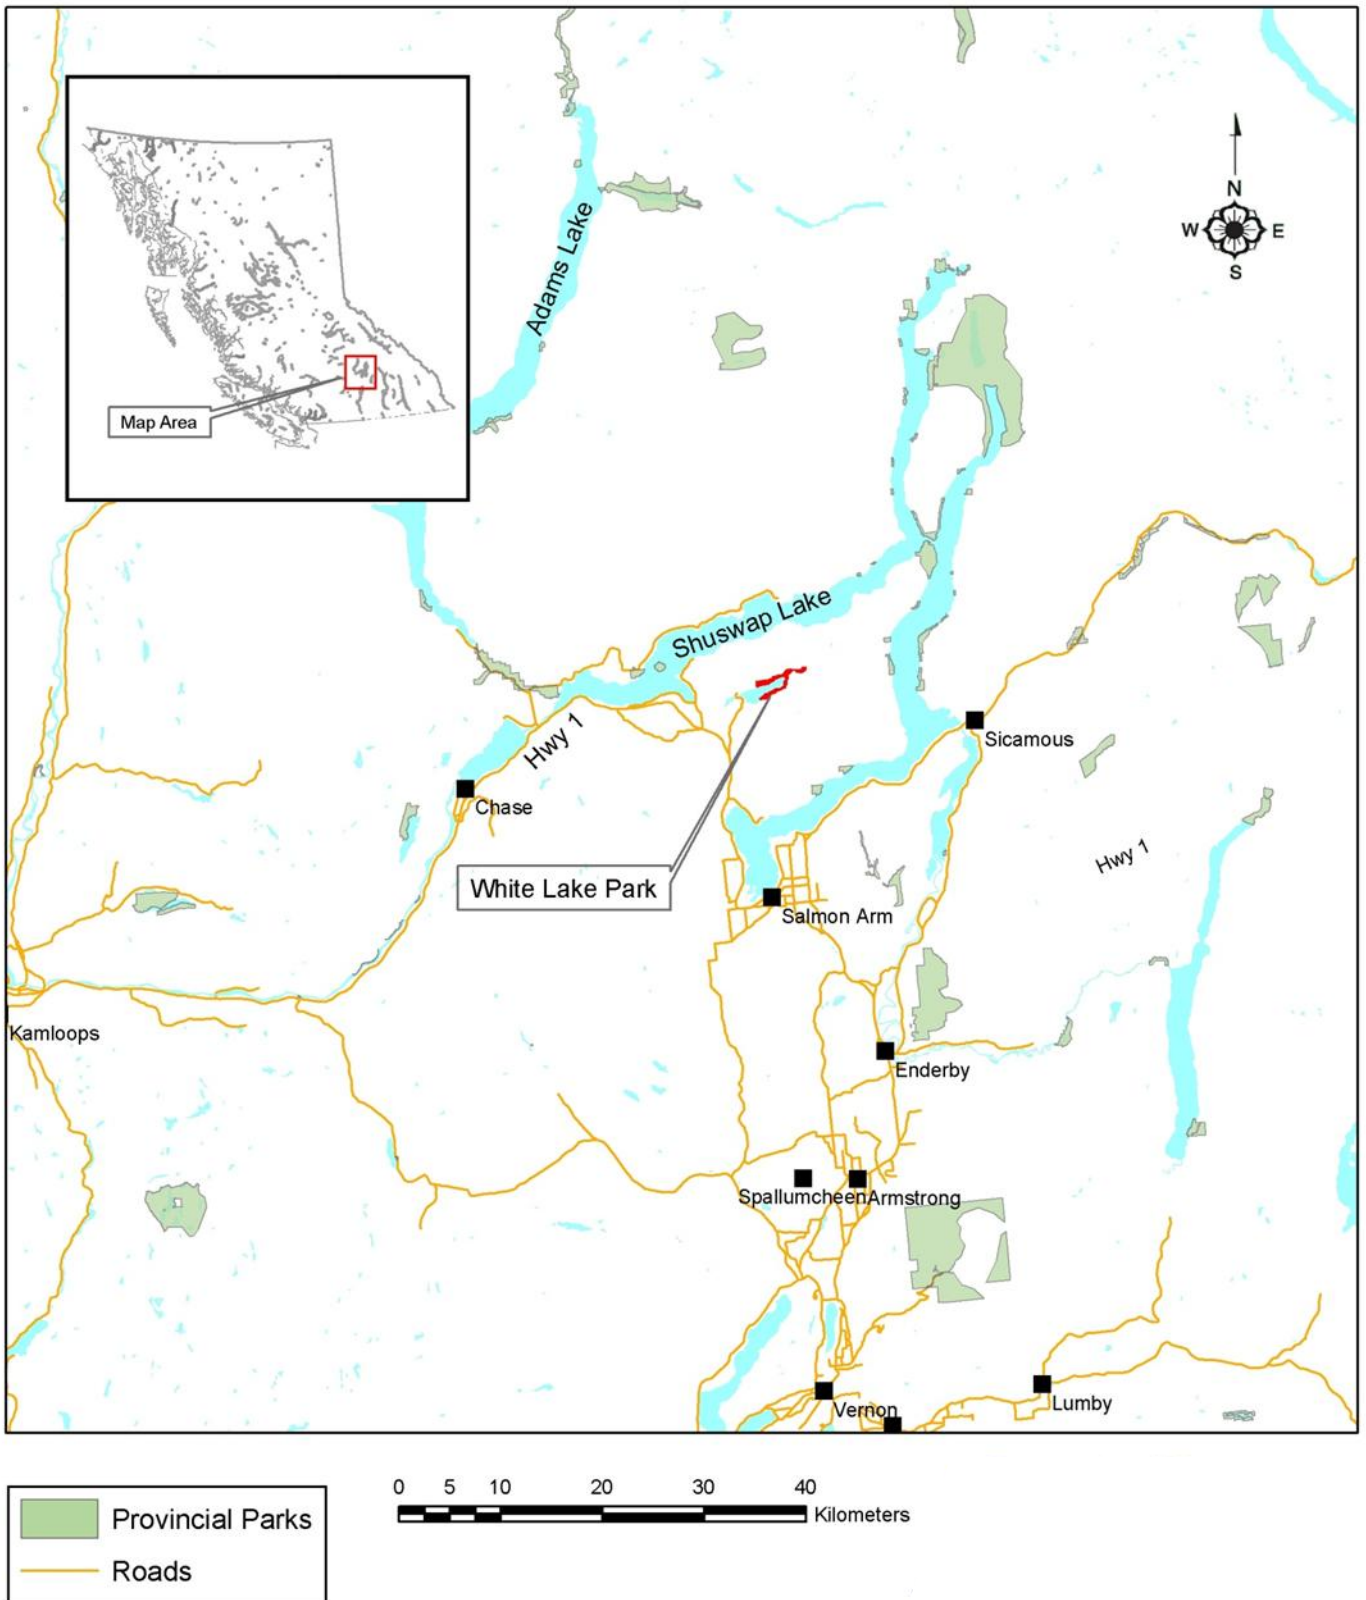 N
W E
S
Adams Lake
Map Area
Shuswap Lake
Hwy 1
Sicamous
Chase
Hwy 1
White Lake Park
Salmon Arm
Kamloops
Enderby
Spallumcheen Armstrong
Vernon
Lumby
0 5 10 20 30 40
Kilometers
Provincial Parks
Roads